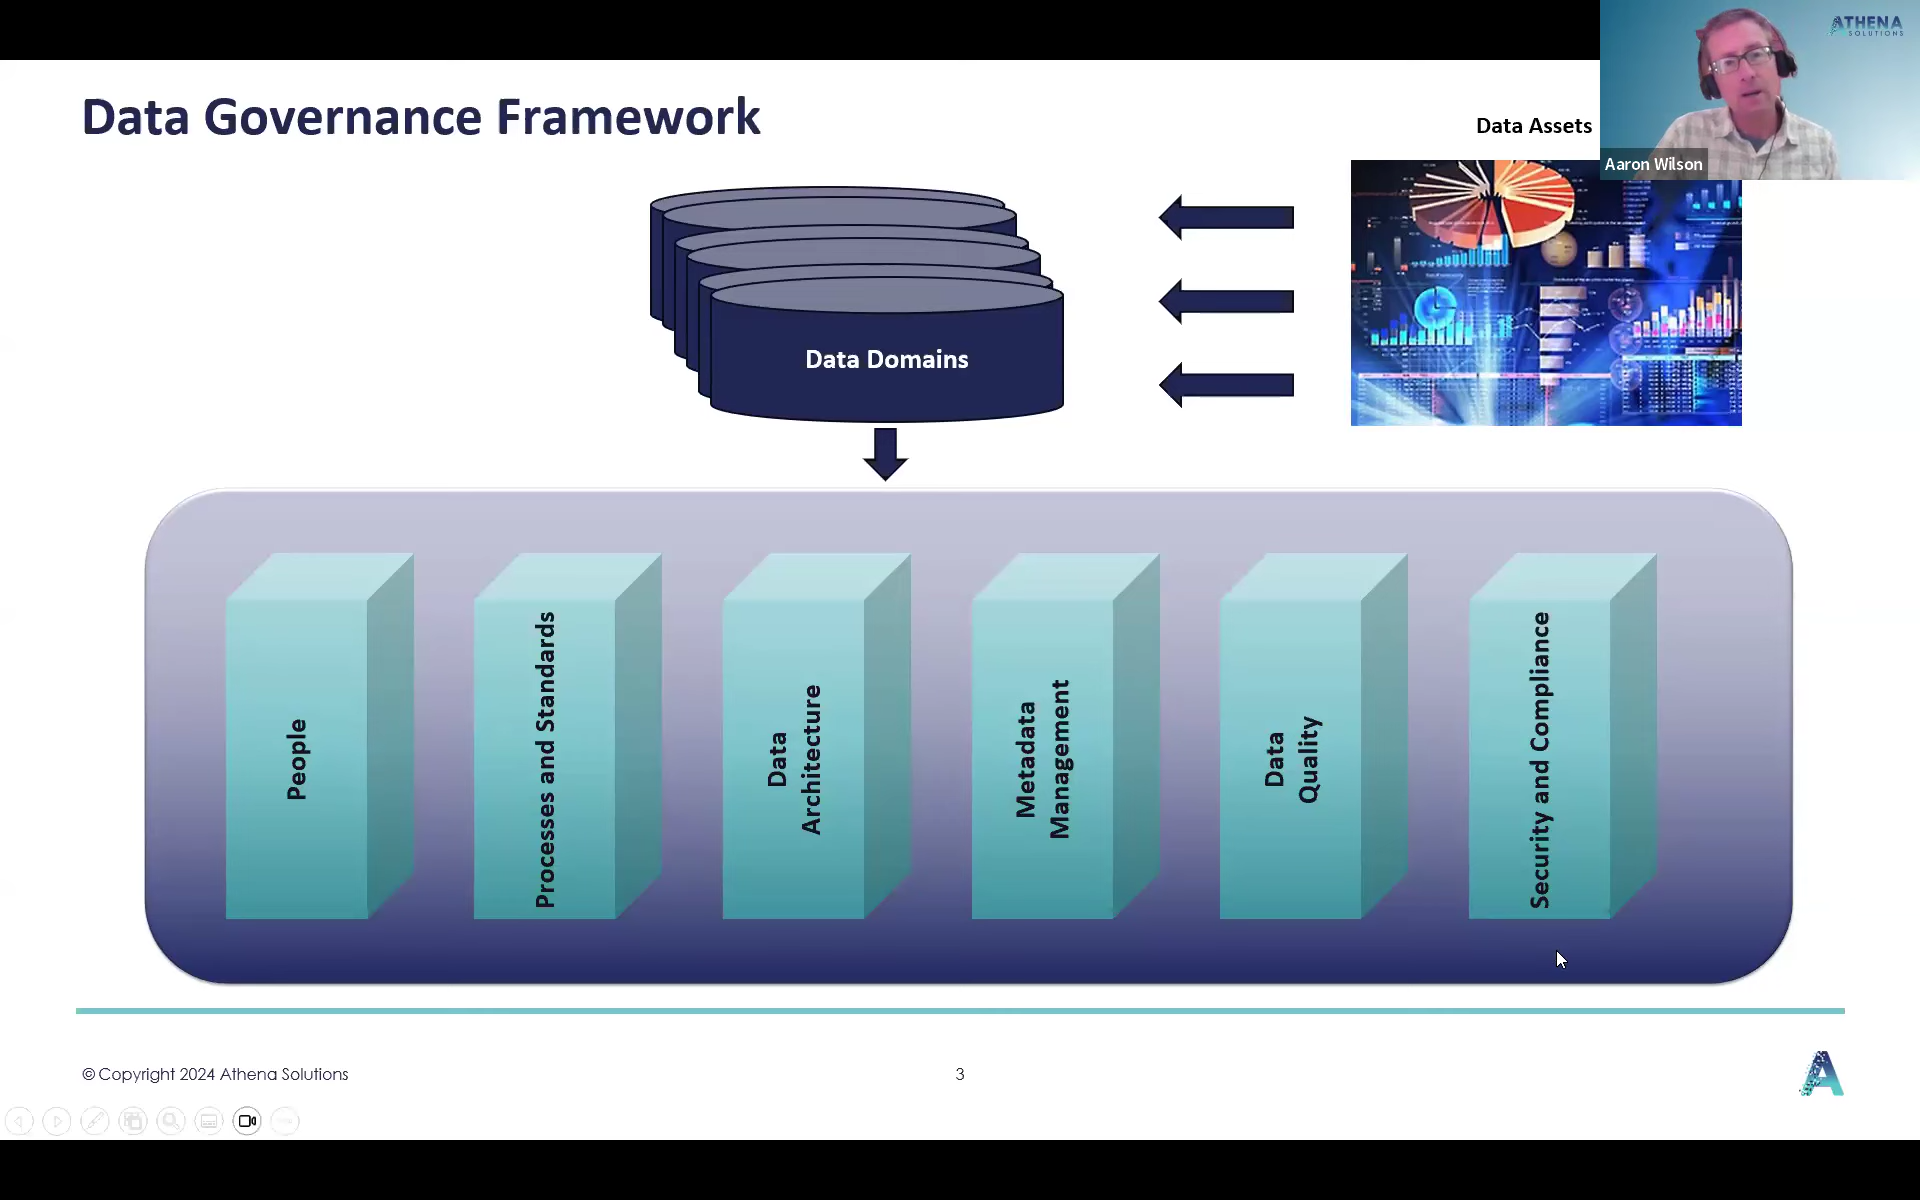 ATHENA
SOLUTIONS
Data Governance Framework
Data Assets
Aaron Wilson
Data Domains
People
Processes and Standards
Data
Architecture
Metadata
Management
Data
Quality
Security and Compliance
© Copyright 2024 Athena Solutions
3